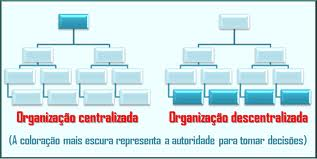 Organização centralizada Organização descentralizada
(A coloração mais escura representa a autoridade para tomar decisões)